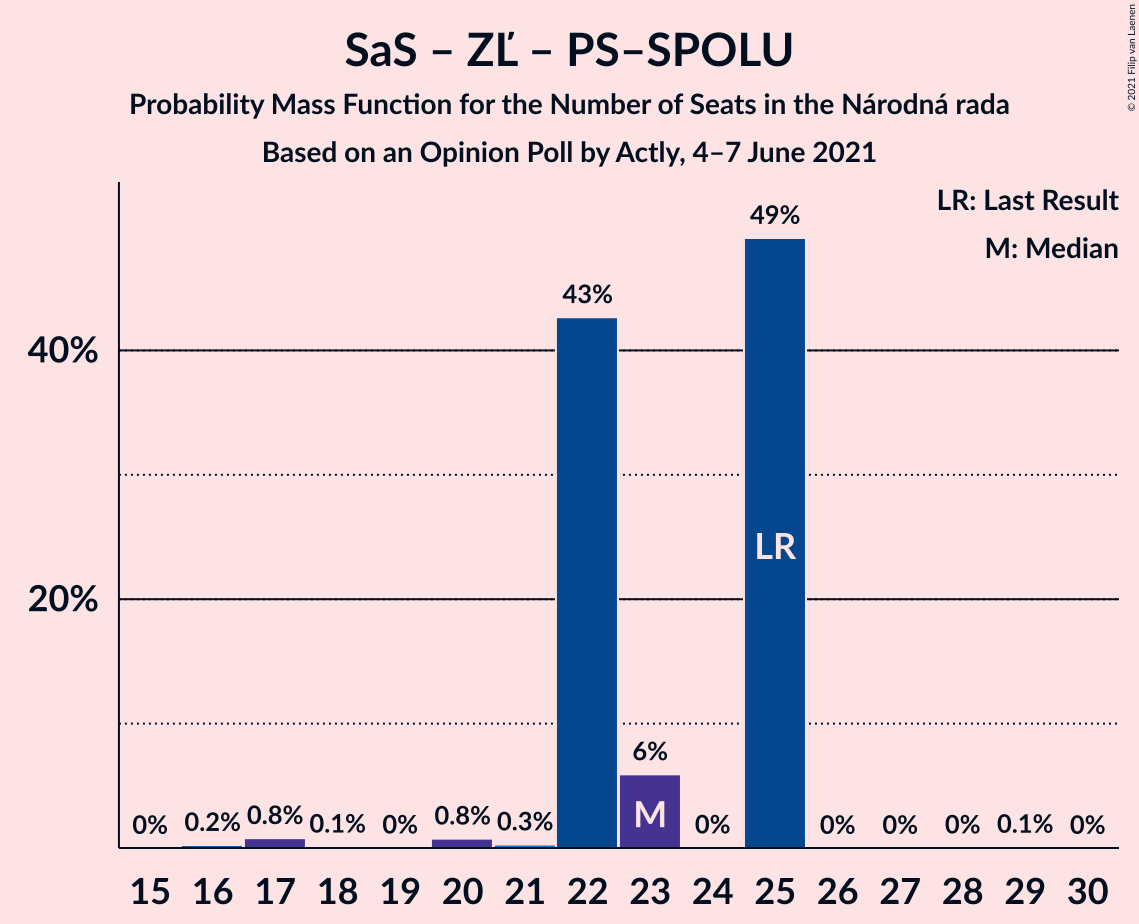 SaS – ZĽ – PS–SPOLU
Probability Mass Function for the Number of Seats in the Národná rada
Based on an Opinion Poll by Actly, 4–7 June 2021
© 2021 Filip van Laenen
LR: Last Result
M: Median
40%
20%
0%
0.2%
0.8%
0.1%
0%
0.8%
0.3%
43%
6%
0%
49%
0%
0%
0%
0.1%
0%
M
LR
15 16 17 18 19 20 21 22 23 24 25 26 27 28 29 30